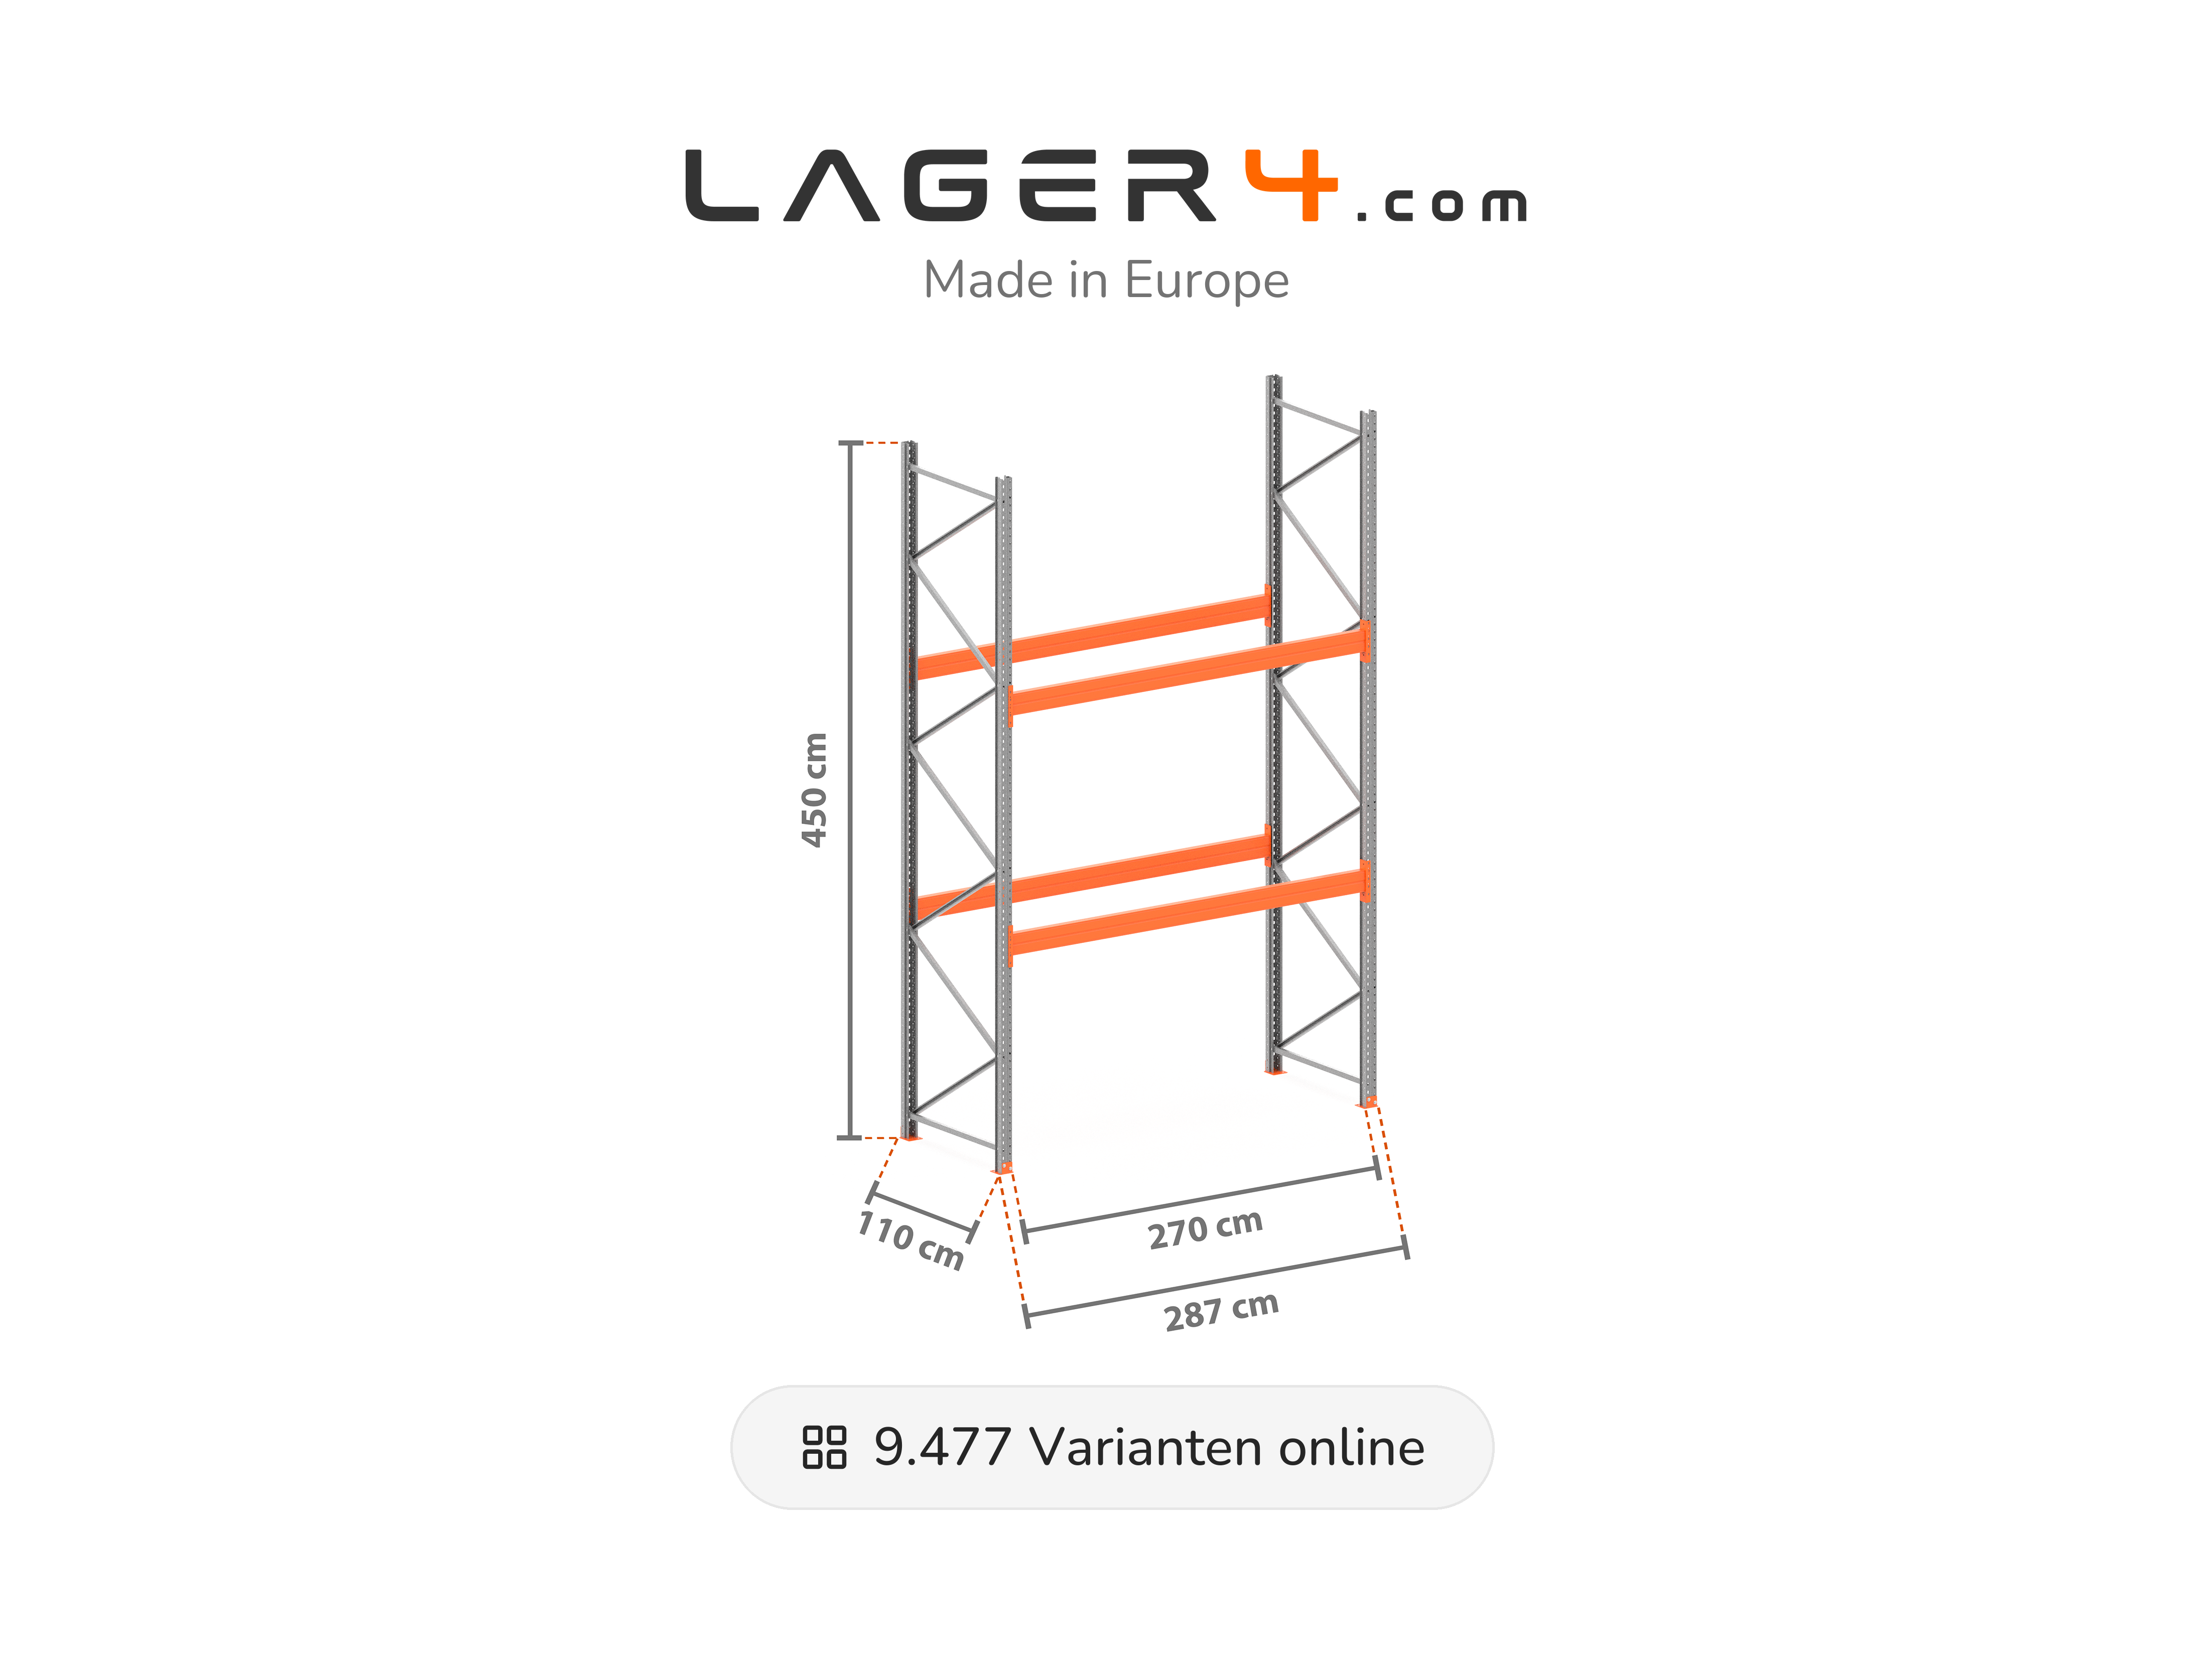 LAGER4.com
Made in Europe
450 cm
110 cm
270 cm
287 cm
9.477 Varianten online